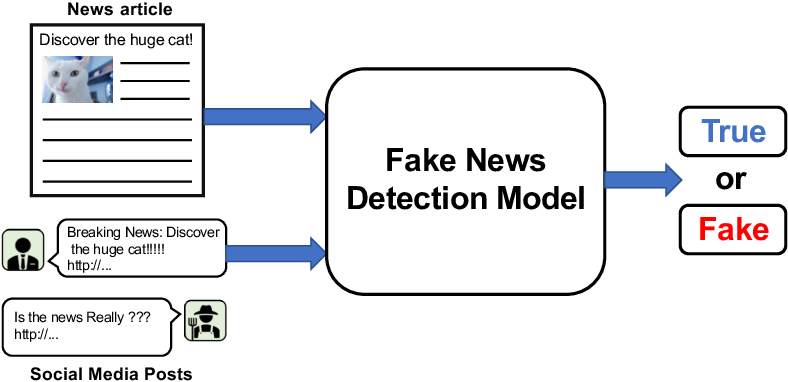 News article
Discover the huge cat!
Breaking News: Discover
the huge cat!!!!!
http://...
Is the news Really ???
http://...
Social Media Posts
Fake News
Detection Model
True
or
Fake